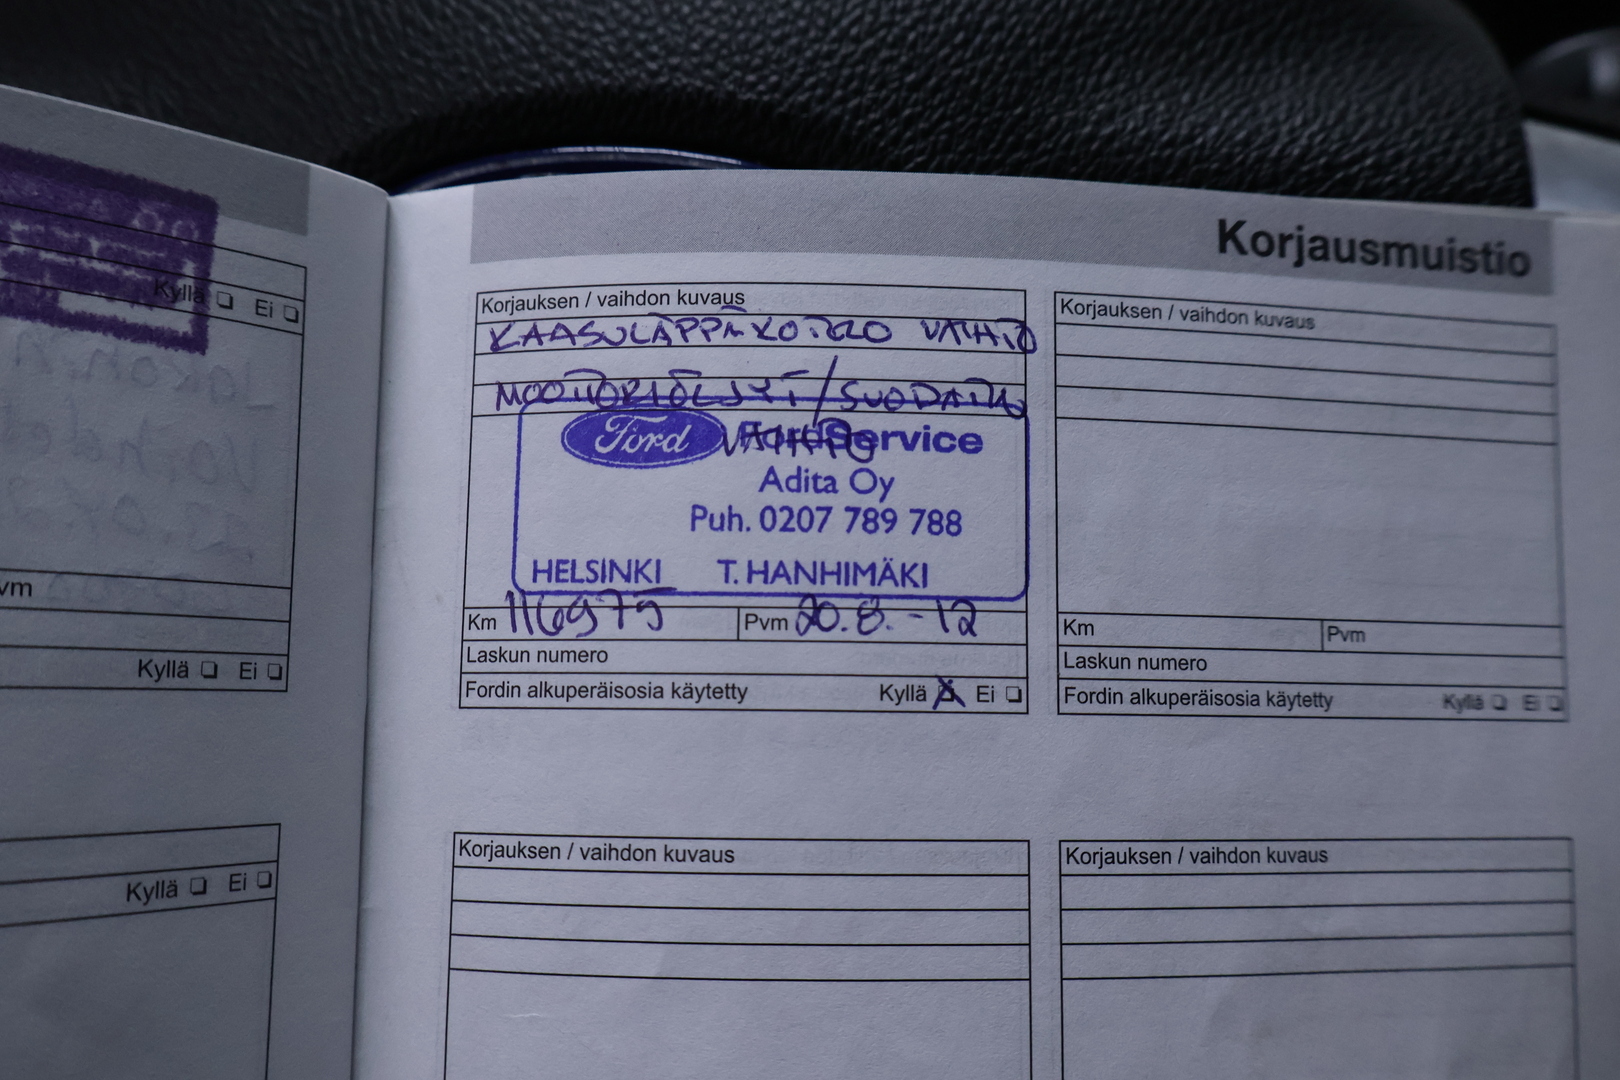 Kyllä ❏ Ei ❏
vm
Kyllä ❏ Ei ❏
Kyllä ❏ Ei ❏
Korjausmuistio
Korjauksen / vaihdon kuvaus
KAASULÄPPÄKOTELO VAIHTO
MOOTTORIÖLJYT / SUODATIN
VAIHTO
Ford FordService
Adita Oy
Puh. 0207 789 788
HELSINKI T. HANHIMÄKI
Km 116975 Pvm 20.8.-12
Laskun numero
Fordin alkuperäisosia käytetty Kyllä X Ei ❏
Korjauksen / vaihdon kuvaus
Km Pvm
Laskun numero
Fordin alkuperäisosia käytetty Kyllä ❏ Ei ❏
Korjauksen / vaihdon kuvaus
Korjauksen / vaihdon kuvaus